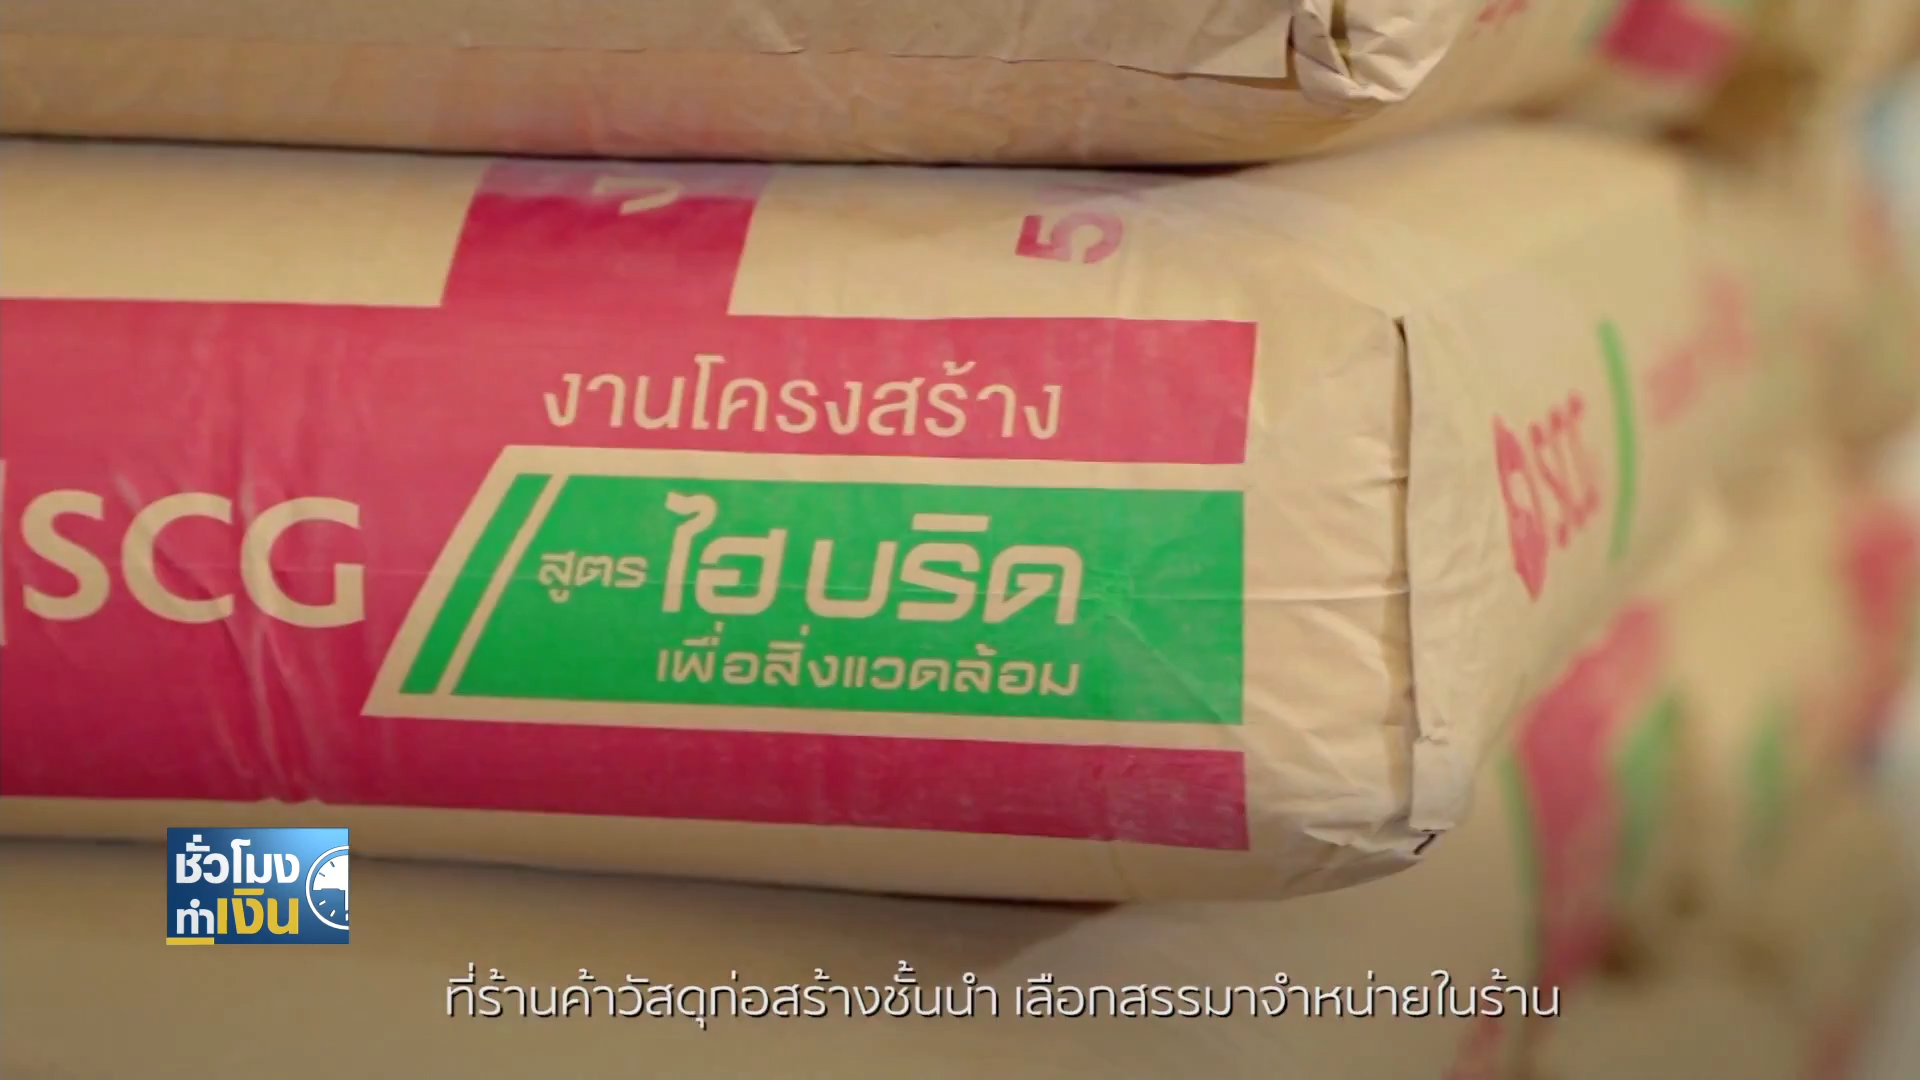 5
งานโครงสร้าง
SCG
สูตร ไฮบริด
เพื่อสิ่งแวดล้อม
SCG
ชั่วโมง
ทำเงิน
ที่ร้านค้าวัสดุก่อสร้างชั้นนำ เลือกสรรมาจำหน่ายในร้าน